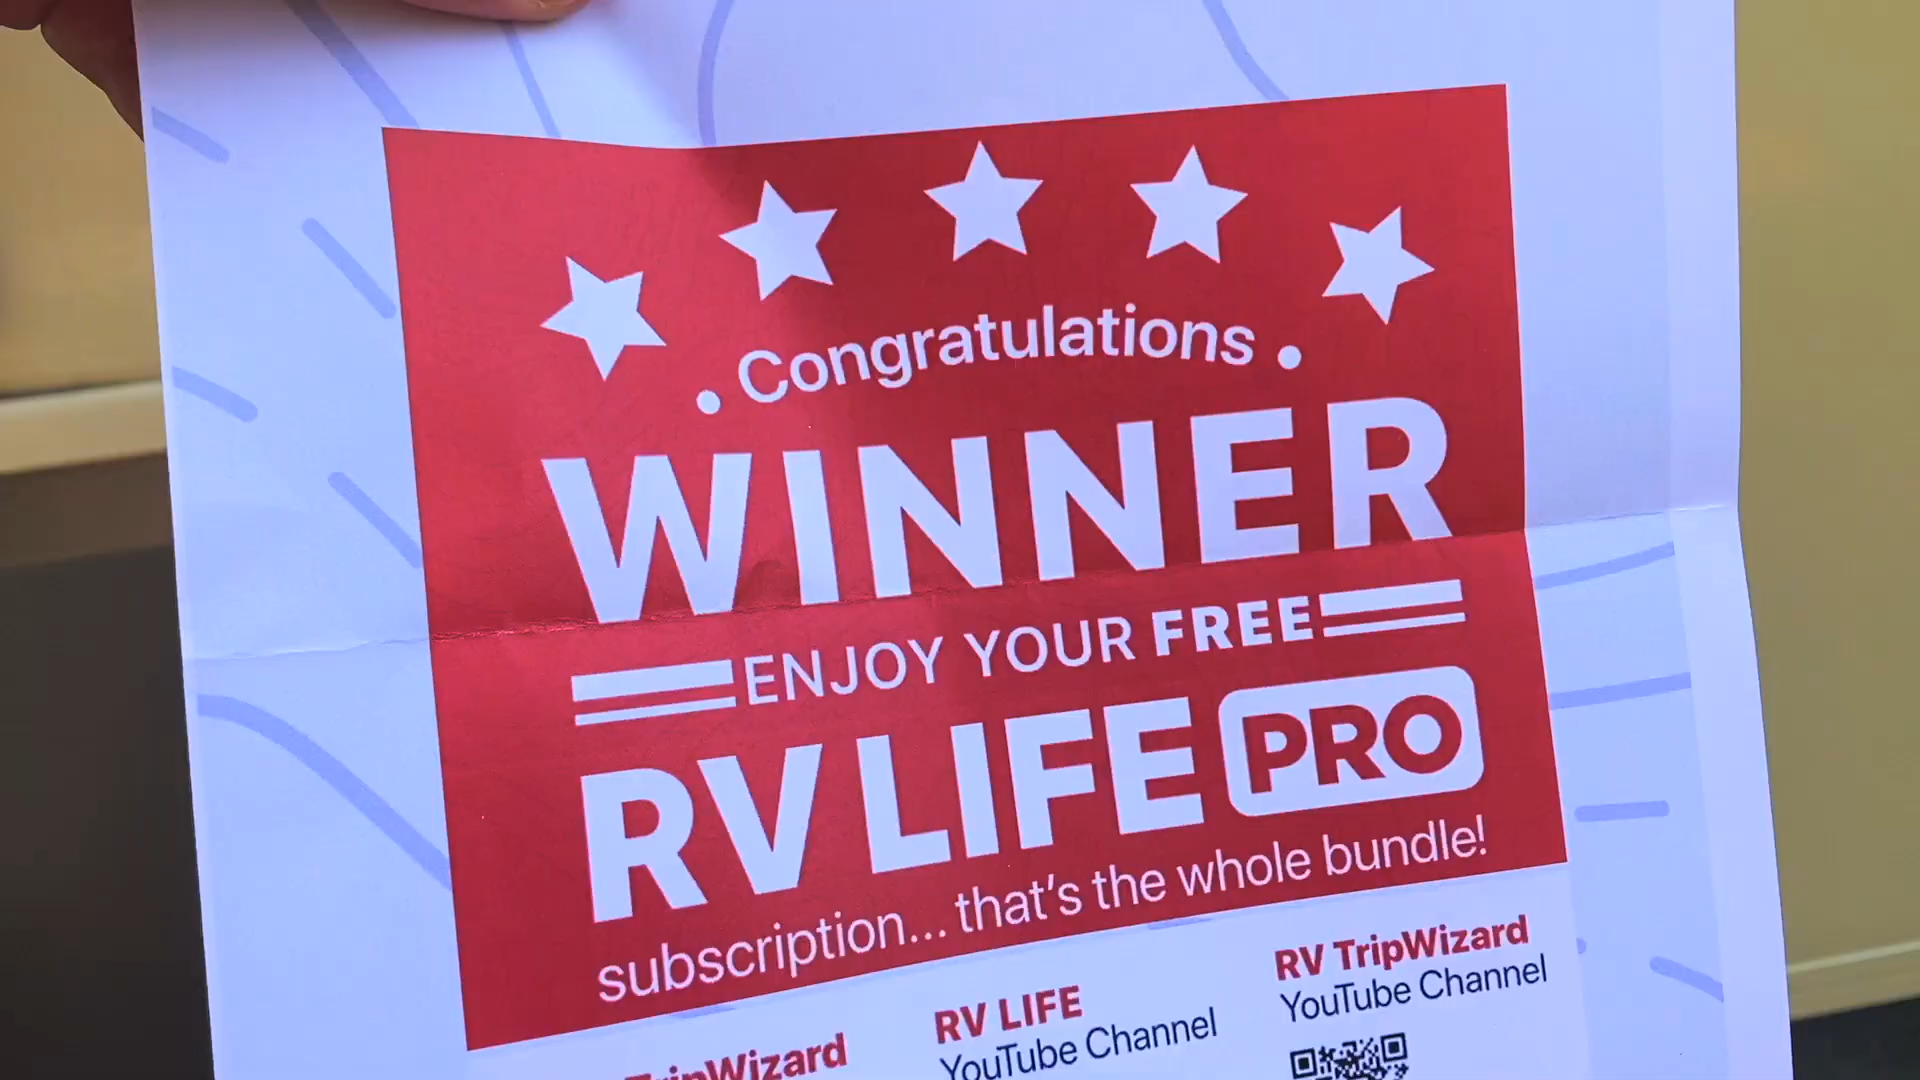 Congratulations
WINNER
ENJOY YOUR FREE
RV LIFE PRO
subscription... that's the whole bundle!
TripWizard
RV LIFE
YouTube Channel
RV TripWizard
YouTube Channel